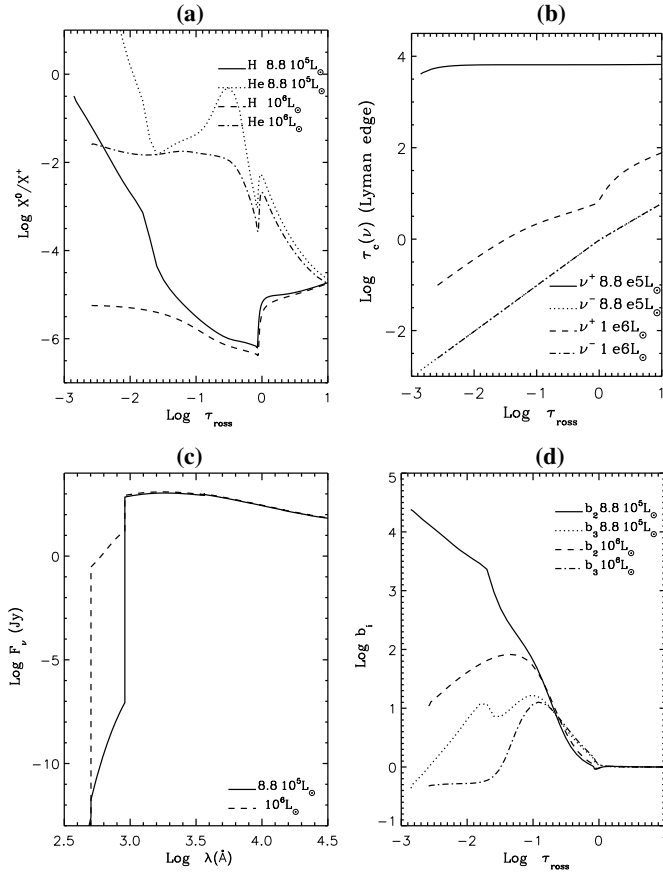 (a)
Log X⁰/X⁺
0
−2
−4
−6
H 8.8 10⁵L☉
He 8.8 10⁵L☉
H 10⁶L☉
He 10⁶L☉
−3 −2 −1 0 1
Log τross
(b)
Log τc(ν) (Lyman edge)
4
2
0
−2
ν⁺ 8.8 e5L☉
ν⁻ 8.8 e5L☉
ν⁺ 1 e6L☉
ν⁻ 1 e6L☉
−3 −2 −1 0 1
Log τross
(c)
Log Fν (Jy)
0
−5
−10
8.8 10⁵L☉
10⁶L☉
2.5 3.0 3.5 4.0 4.5
Log λ(Å)
(d)
Log bi
5
4
3
2
1
0
−1
b₂ 8.8 10⁵L☉
b₃ 8.8 10⁵L☉
b₂ 10⁶L☉
b₃ 10⁶L☉
−3 −2 −1 0 1
Log τross